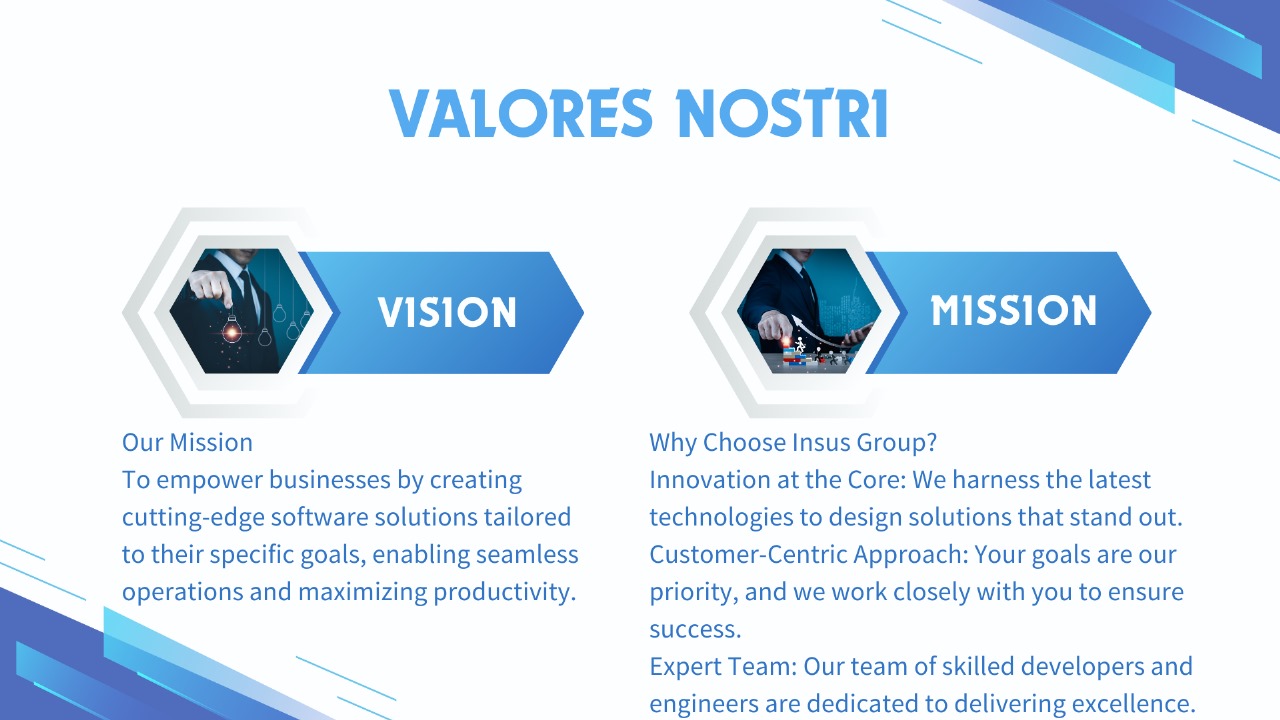 VALORES NOSTRI
VISION
Our Mission
To empower businesses by creating
cutting-edge software solutions tailored
to their specific goals, enabling seamless
operations and maximizing productivity.
MISSION
Why Choose Insus Group?
Innovation at the Core: We harness the latest
technologies to design solutions that stand out.
Customer-Centric Approach: Your goals are our
priority, and we work closely with you to ensure
success.
Expert Team: Our team of skilled developers and
engineers are dedicated to delivering excellence.